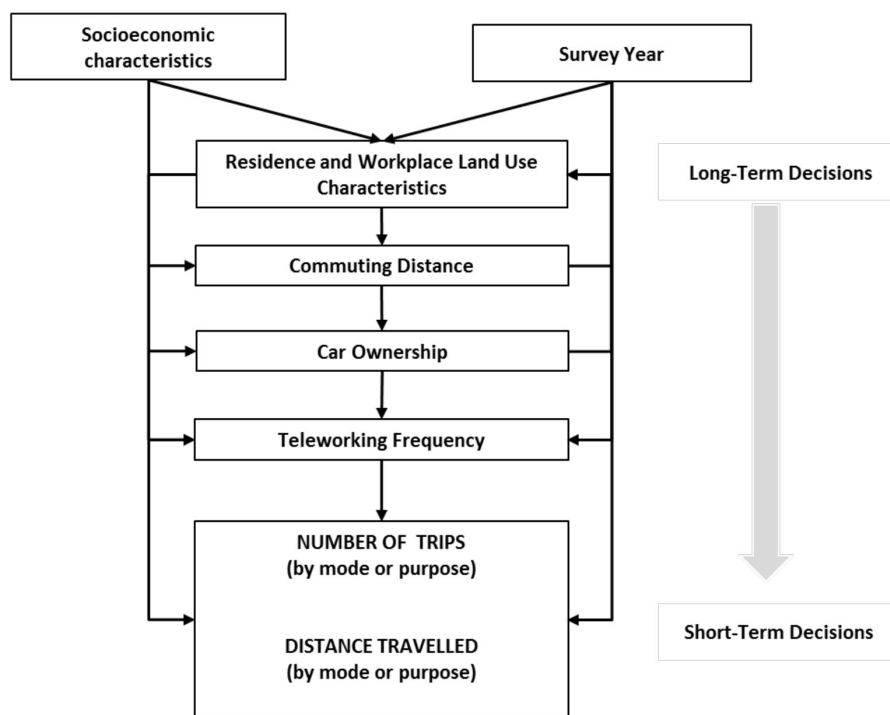 Socioeconomic
characteristics
Survey Year
Residence and Workplace Land Use
Characteristics
Long-Term Decisions
Commuting Distance
Car Ownership
Teleworking Frequency
NUMBER OF TRIPS
(by mode or purpose)
Short-Term Decisions
DISTANCE TRAVELLED
(by mode or purpose)